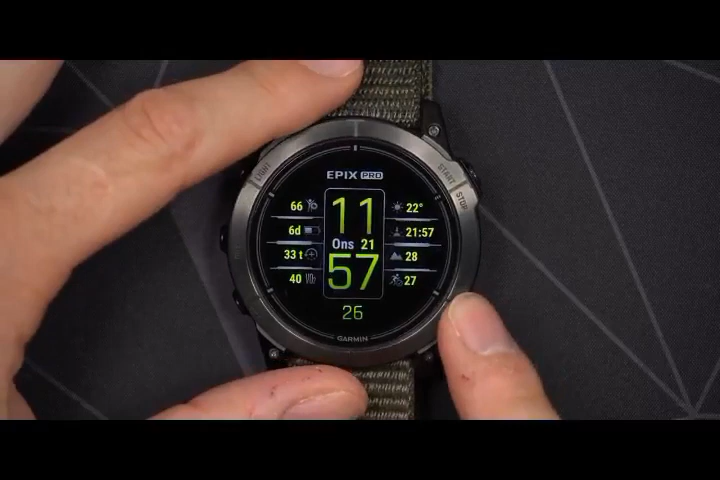 LIGHT
START
STOP
EPIX PRO
66
11
22°
6d
Ons 21
21:57
33 t
57
28
40
27
26
GARMIN